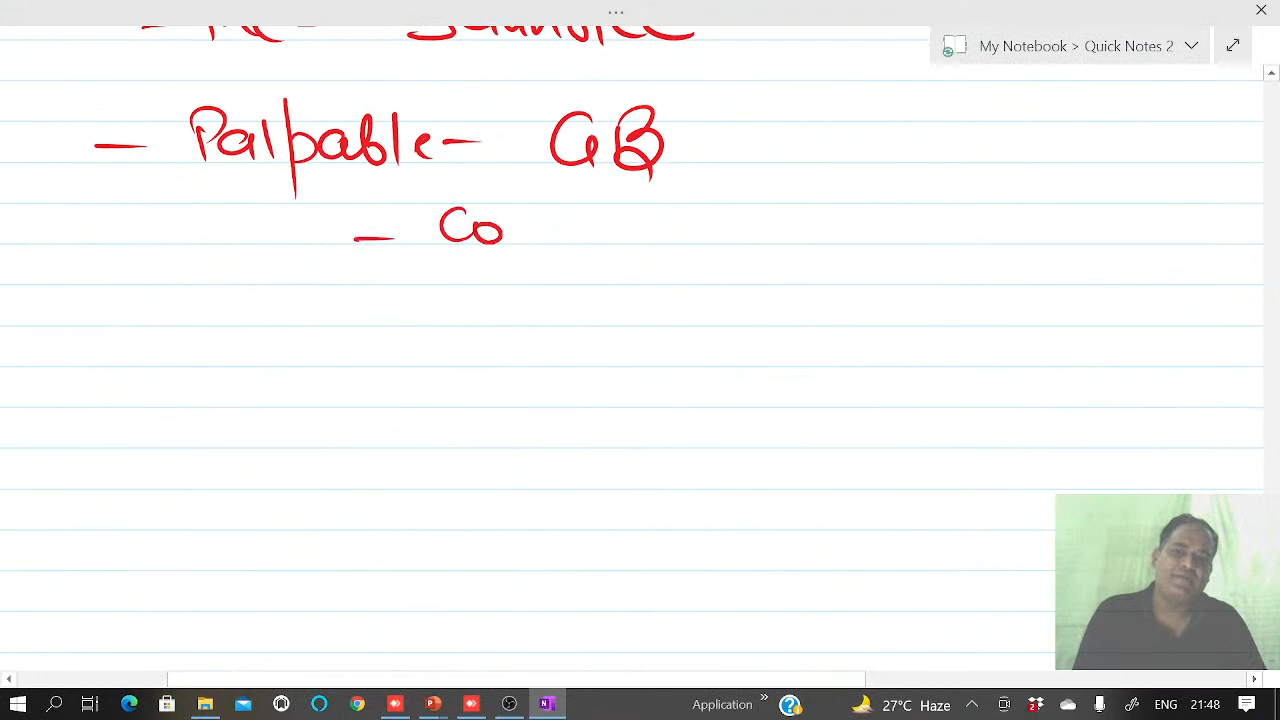 My Notebook > Quick Notes 2
- Palpable - GB
- Co
Application
27°C Haze
ENG
21:48